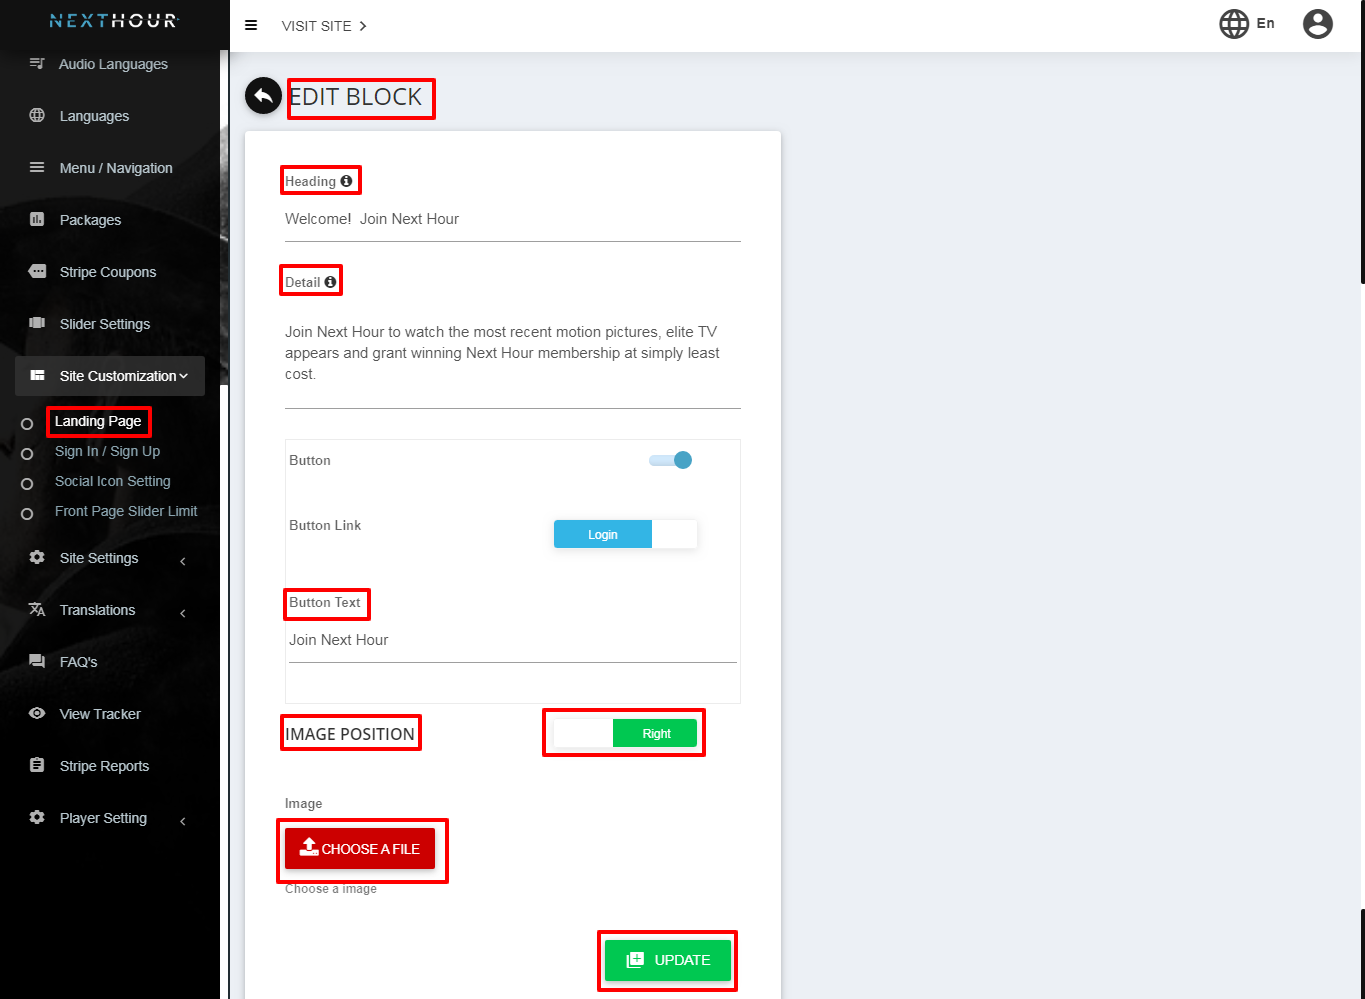 NEXTHOUR
VISIT SITE
En
Audio Languages
Languages
Menu / Navigation
Packages
Stripe Coupons
Slider Settings
Site Customization
Landing Page
Sign In / Sign Up
Social Icon Setting
Front Page Slider Limit
Site Settings
Translations
FAQ's
View Tracker
Stripe Reports
Player Setting
EDIT BLOCK
Heading
Welcome!  Join Next Hour
Detail
Join Next Hour to watch the most recent motion pictures, elite TV
appears and grant winning Next Hour membership at simply least
cost.
Button
Button Link
Login
Button Text
Join Next Hour
IMAGE POSITION
Right
Image
CHOOSE A FILE
Choose a image
UPDATE